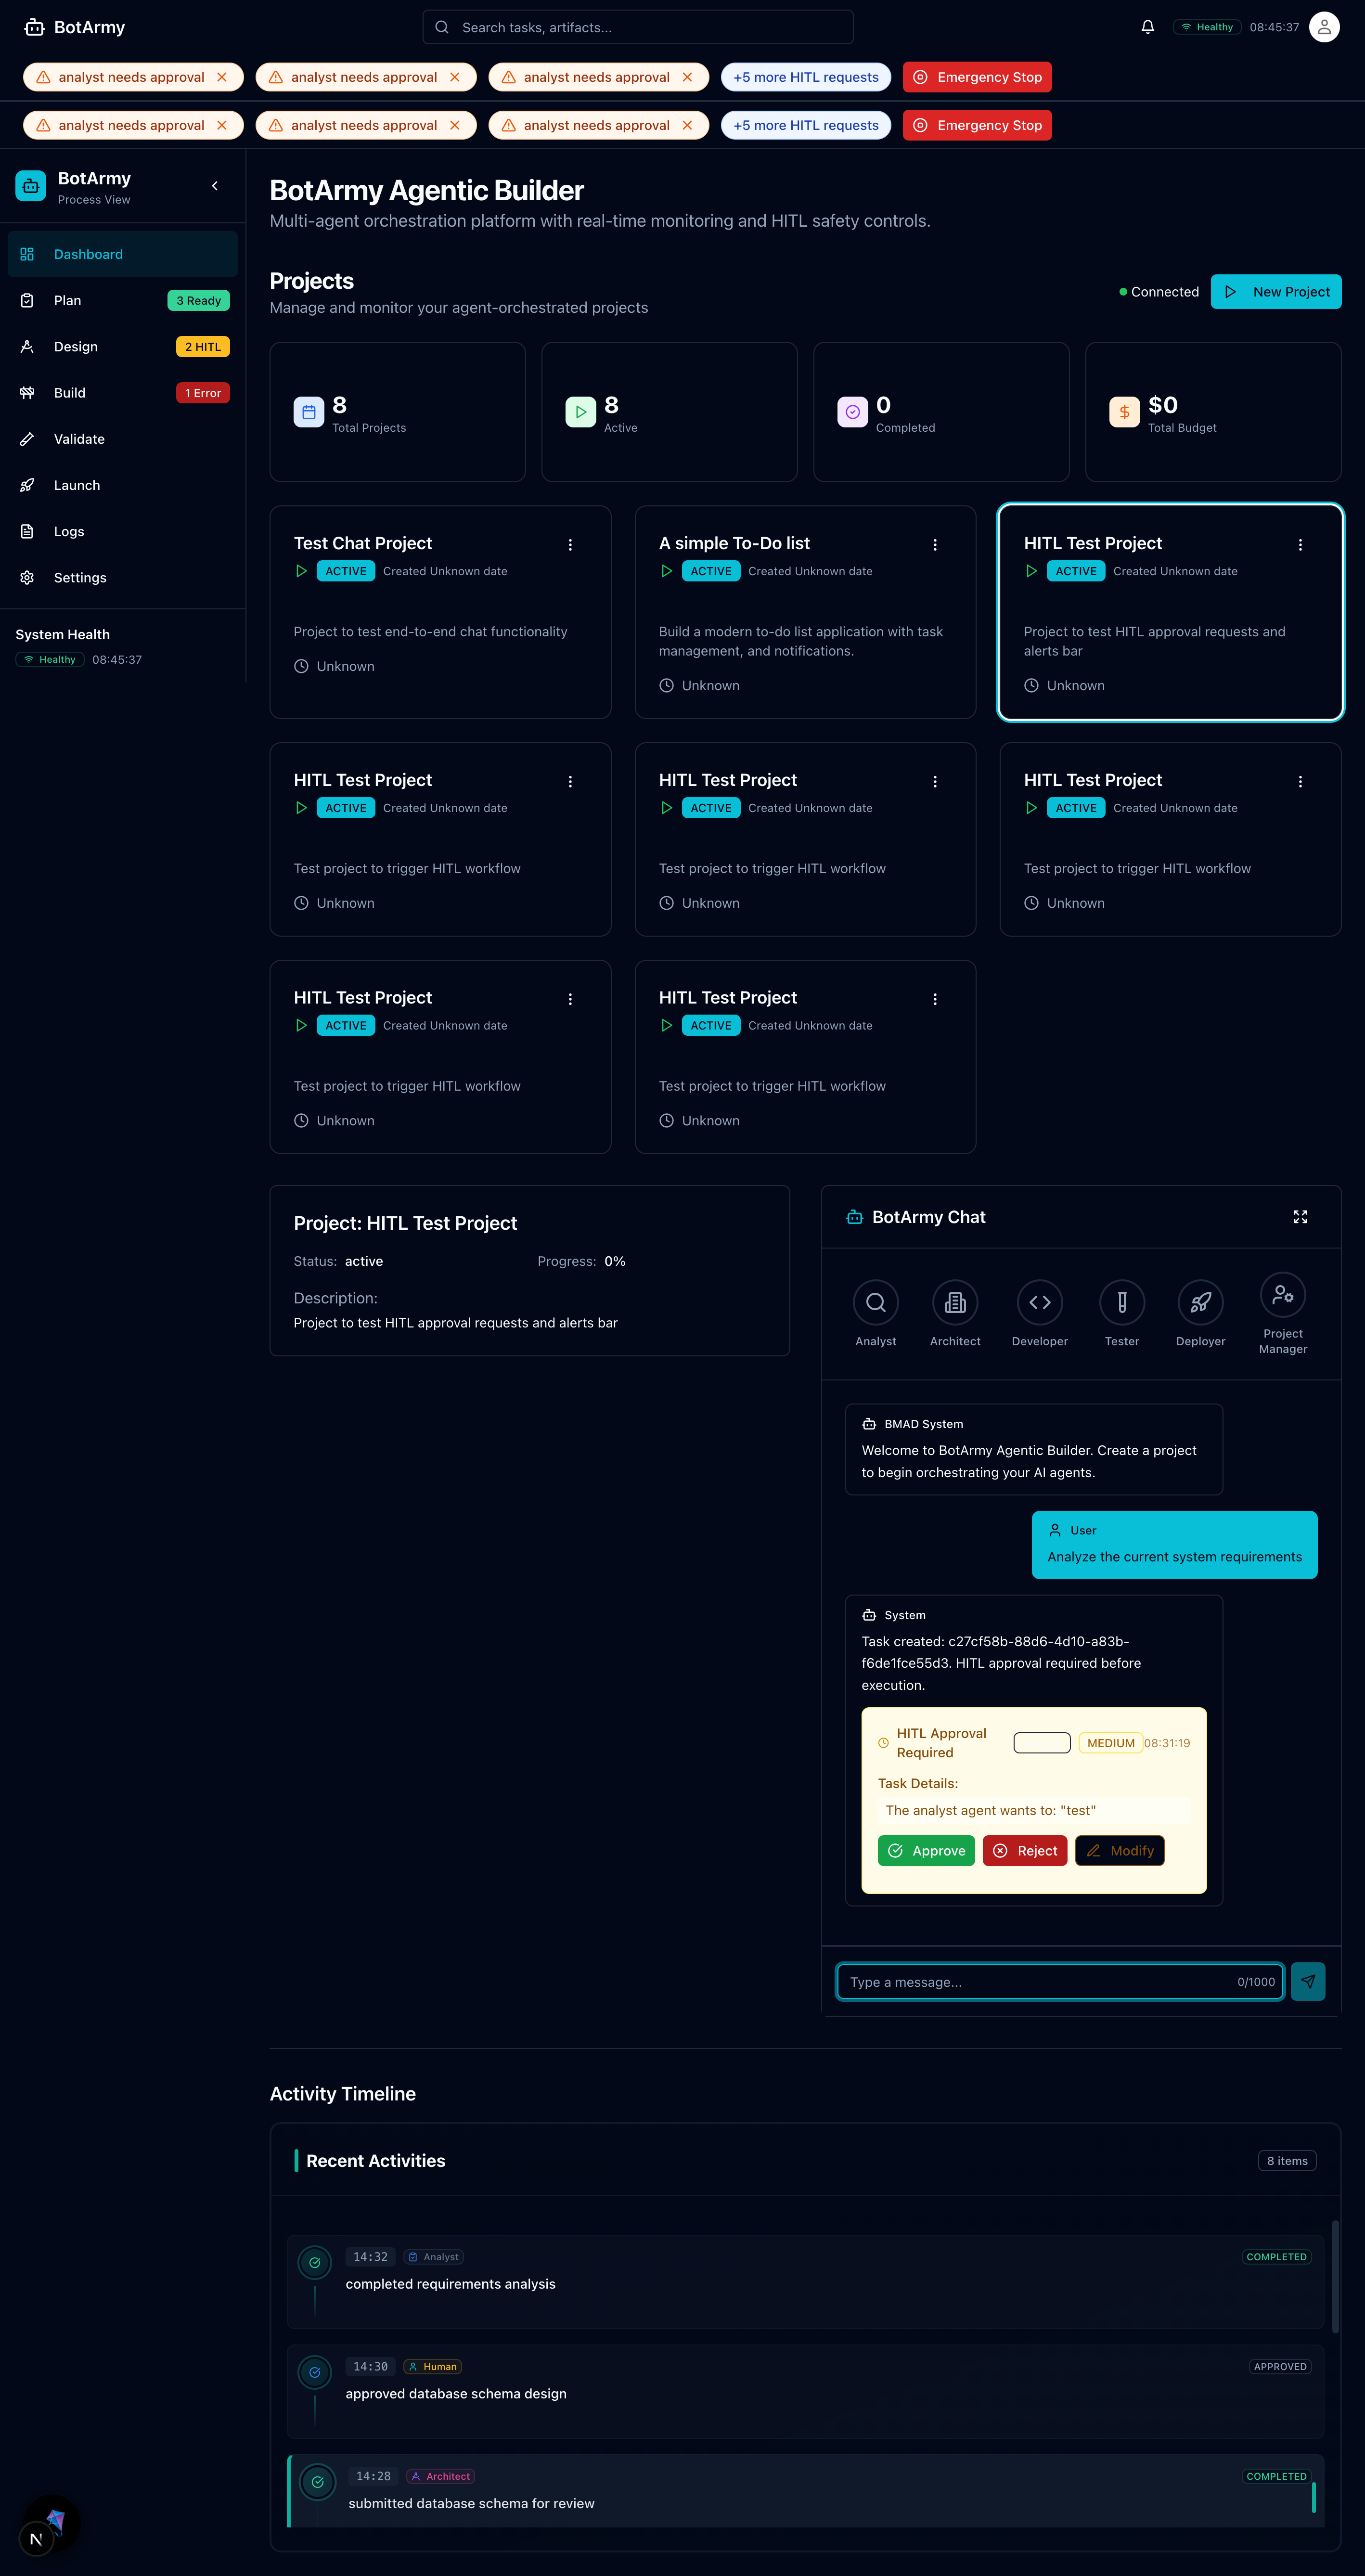 BotArmy
Search tasks, artifacts...
Healthy 08:45:37
analyst needs approval analyst needs approval analyst needs approval +5 more HITL requests Emergency Stop
analyst needs approval analyst needs approval analyst needs approval +5 more HITL requests Emergency Stop
BotArmy
Process View
Dashboard
Plan 3 Ready
Design 2 HITL
Build 1 Error
Validate
Launch
Logs
Settings
System Health
Healthy 08:45:37
BotArmy Agentic Builder
Multi-agent orchestration platform with real-time monitoring and HITL safety controls.
Projects
Manage and monitor your agent-orchestrated projects
Connected New Project
8
Total Projects
8
Active
0
Completed
$0
Total Budget
Test Chat Project
ACTIVE Created Unknown date
Project to test end-to-end chat functionality
Unknown
A simple To-Do list
ACTIVE Created Unknown date
Build a modern to-do list application with task
management, and notifications.
Unknown
HITL Test Project
ACTIVE Created Unknown date
Project to test HITL approval requests and
alerts bar
Unknown
HITL Test Project
ACTIVE Created Unknown date
Test project to trigger HITL workflow
Unknown
HITL Test Project
ACTIVE Created Unknown date
Test project to trigger HITL workflow
Unknown
HITL Test Project
ACTIVE Created Unknown date
Test project to trigger HITL workflow
Unknown
HITL Test Project
ACTIVE Created Unknown date
Test project to trigger HITL workflow
Unknown
HITL Test Project
ACTIVE Created Unknown date
Test project to trigger HITL workflow
Unknown
Project: HITL Test Project
Status: active Progress: 0%
Description:
Project to test HITL approval requests and alerts bar
BotArmy Chat
Analyst
Architect
Developer
Tester
Deployer
Project
Manager
BMAD System
Welcome to BotArmy Agentic Builder. Create a project
to begin orchestrating your AI agents.
User
Analyze the current system requirements
System
Task created: c27cf58b-88d6-4d10-a83b-
f6de1fce55d3. HITL approval required before
execution.
HITL Approval
Required
MEDIUM 08:31:19
Task Details:
The analyst agent wants to: "test"
Approve Reject Modify
Type a message... 0/1000
Activity Timeline
Recent Activities 8 items
14:32 Analyst COMPLETED
completed requirements analysis
14:30 Human APPROVED
approved database schema design
14:28 Architect COMPLETED
submitted database schema for review
N